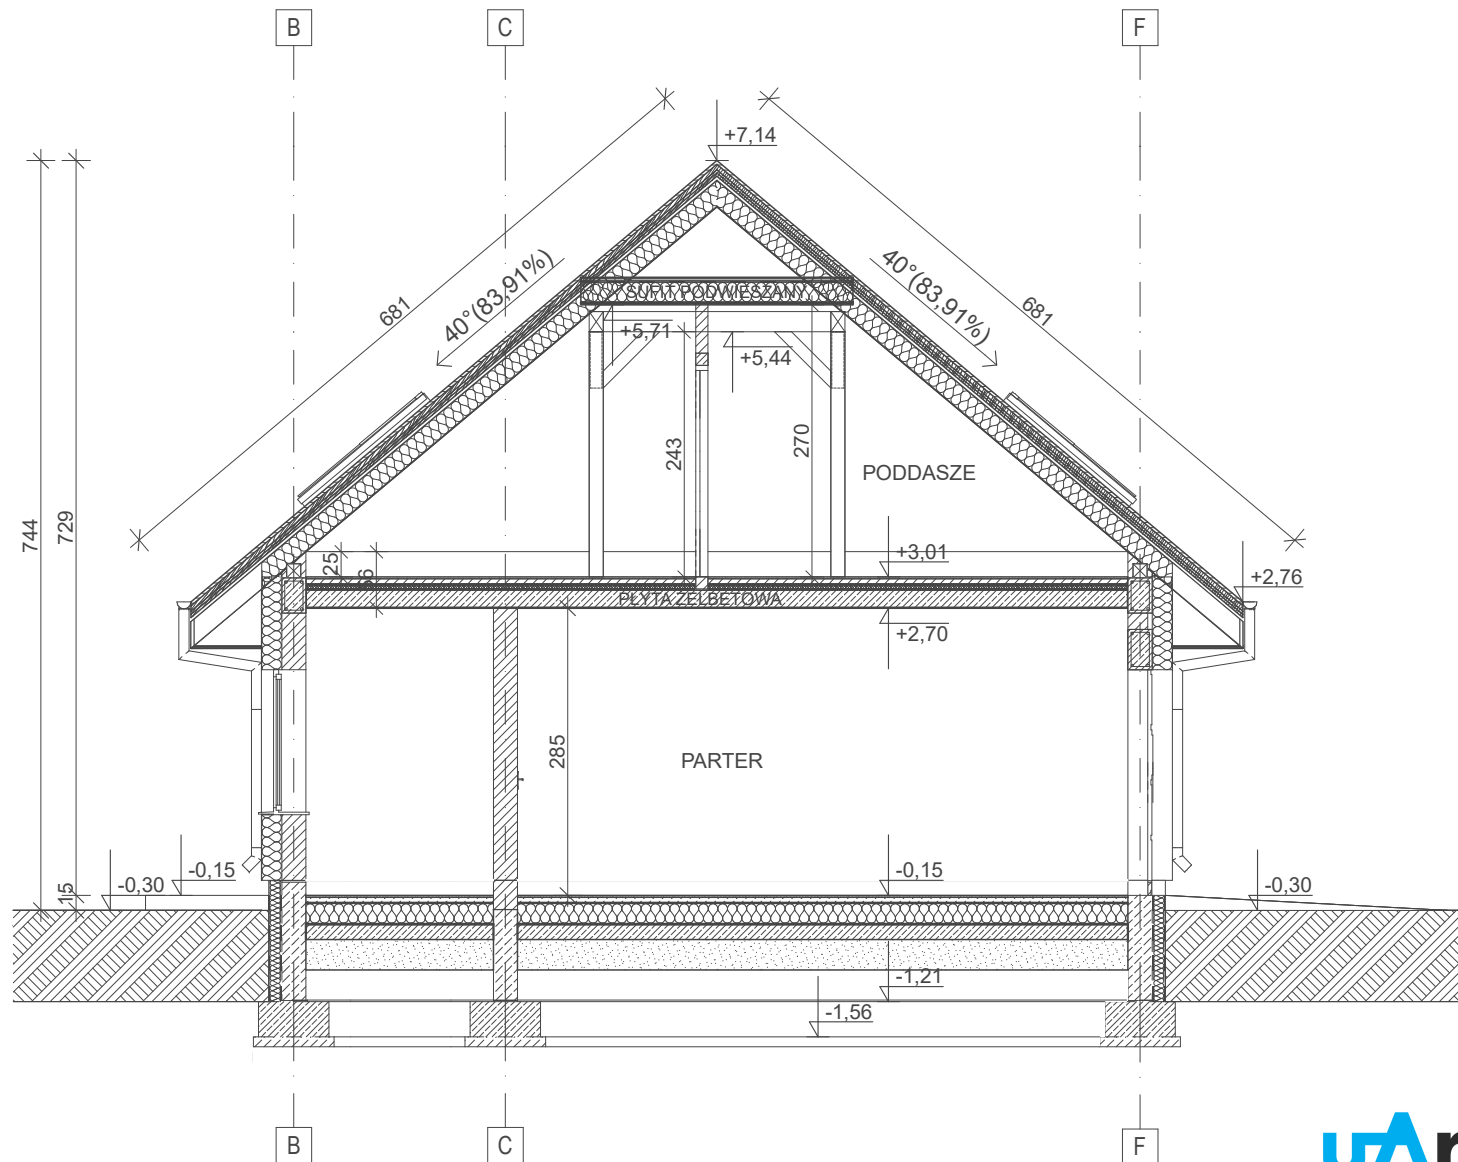 B
C
F
+7,14
681
40°(83,91%)
40°(83,91%)
681
SUFIT PODWIESZANY
+5,71
+5,44
243
270
PODDASZE
744
729
25
+3,01
+2,76
PŁYTA ŻELBETOWA
+2,70
285
PARTER
-0,15
-0,30
15
-0,15
-0,30
-1,21
-1,56
B
C
F